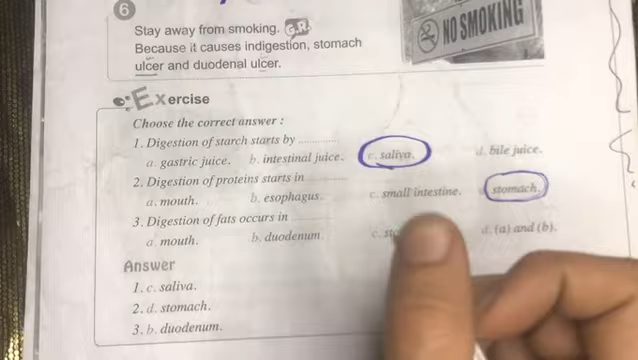 6
Stay away from smoking. G.R.
Because it causes indigestion, stomach
ulcer and duodenal ulcer.
NO SMOKING
Exercise
Choose the correct answer :
1. Digestion of starch starts by ............
a. gastric juice. b. intestinal juice. c. saliva. d. bile juice.
2. Digestion of proteins starts in ............
a. mouth. b. esophagus. c. small intestine. stomach.
3. Digestion of fats occurs in
a. mouth. b. duodenum. c. d. (a) and (b).
Answer
1. c. saliva.
2. d. stomach.
3. b. duodenum.